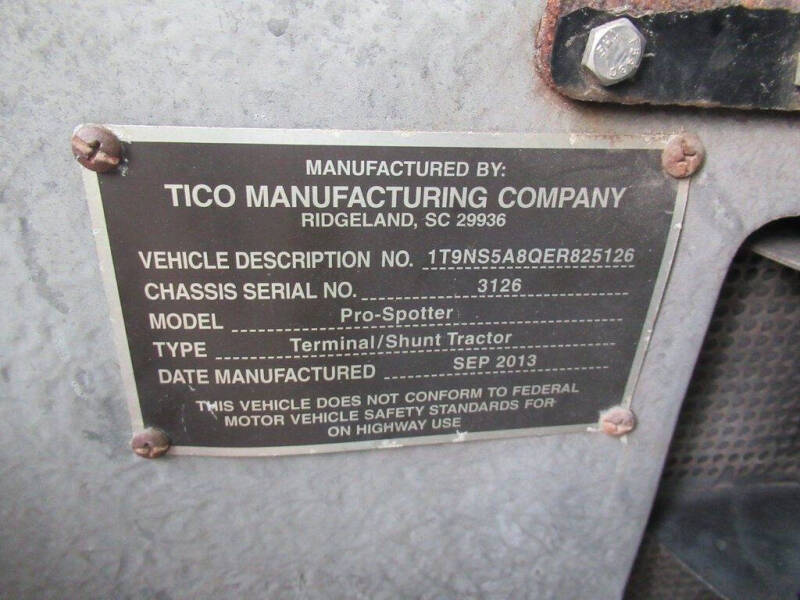 MANUFACTURED BY:
TICO MANUFACTURING COMPANY
RIDGELAND, SC 29936
VEHICLE DESCRIPTION NO. 1T9NS5A8QER825126
CHASSIS SERIAL NO. 3126
MODEL Pro-Spotter
TYPE Terminal/Shunt Tractor
DATE MANUFACTURED SEP 2013
THIS VEHICLE DOES NOT CONFORM TO FEDERAL
MOTOR VEHICLE SAFETY STANDARDS FOR
ON HIGHWAY USE